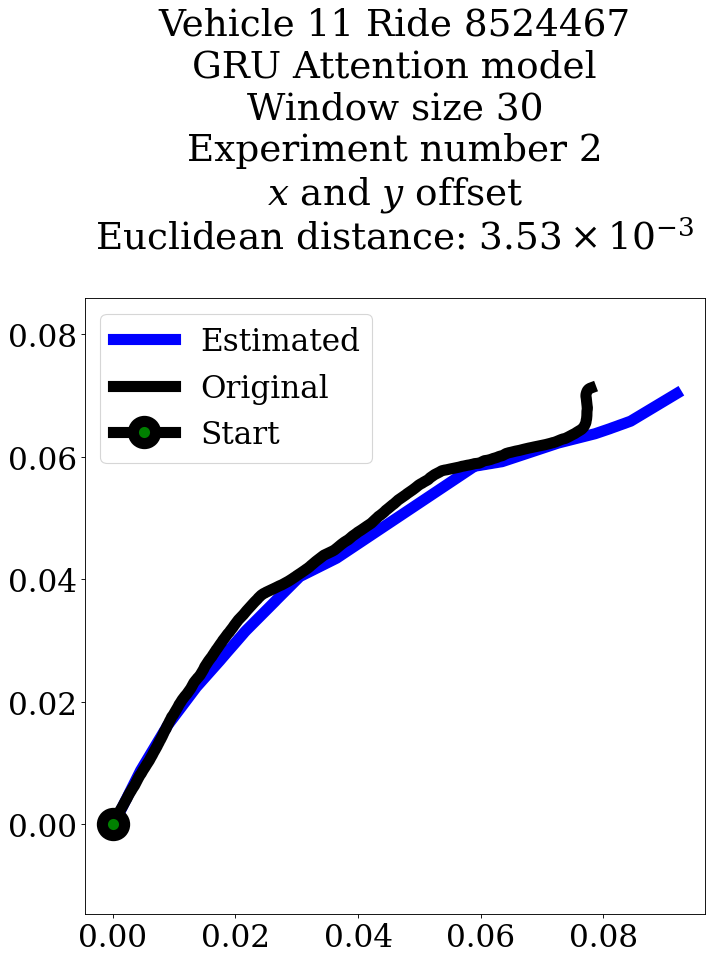 Vehicle 11 Ride 8524467
GRU Attention model
Window size 30
Experiment number 2
x and y offset
Euclidean distance: 3.53 × 10⁻³
Estimated
Original
Start
0.08
0.06
0.04
0.02
0.00
0.00 0.02 0.04 0.06 0.08